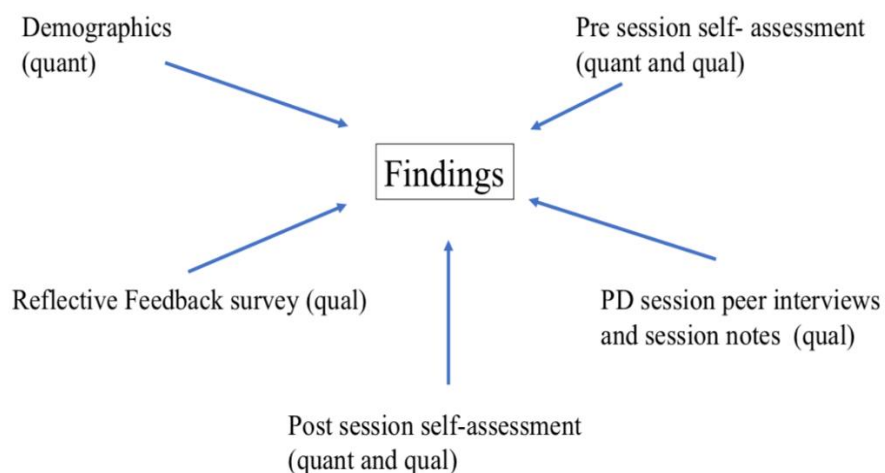 Demographics
(quant)
Pre session self- assessment
(quant and qual)
Findings
Reflective Feedback survey (qual)
PD session peer interviews
and session notes  (qual)
Post session self-assessment
(quant and qual)